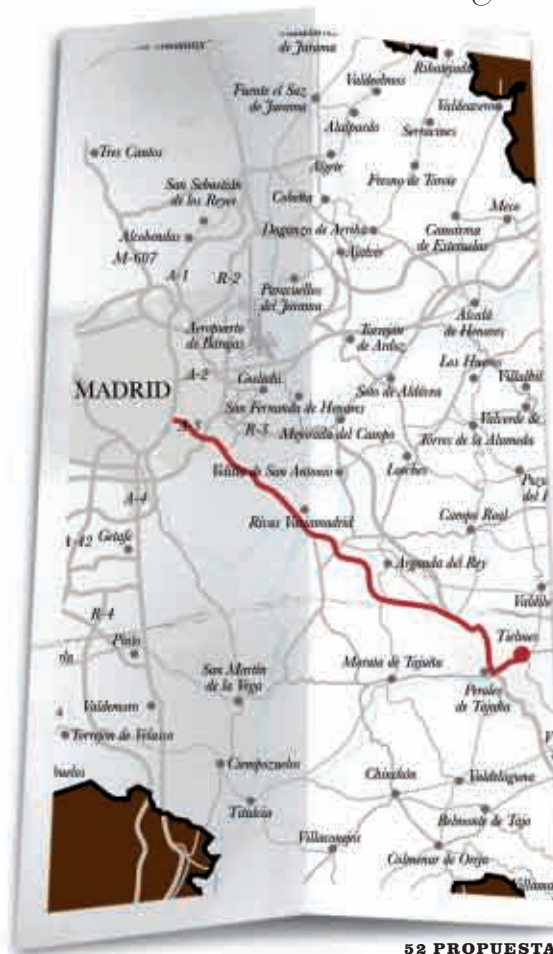 de Jarama
Ribatejada
Fuente el Saz
de Jarama
Valdeolmos
Valdeavero
Alalpardo
Serracines
Tres Cantos
Algete
Fresno de Torote
San Sebastián
de los Reyes
Cobeña
Meco
Alcobendas
Daganzo de Arriba
Camarma
de Esteruelas
M-607
Ajalvir
A-1
R-2
Paracuellos
del Jarama
Alcalá
de Henares
Aeropuerto
de Barajas
Torrejón
de Ardoz
A-2
Los Hueros
Villalbil
MADRID
Coslada
Soto de Aldovea
San Fernando de Henares
Valverde de
A-3
R-3
Mejorada del Campo
Torres de la Alameda
Velilla de San Antonio
Loeches
A-4
Rivas Vaciamadrid
Campo Real
A-42
Getafe
Arganda del Rey
R-4
Tielmes
Pinto
Morata de Tajuña
San Martín
de la Vega
Perales
de Tajuña
Valdemoro
Torrejón de Velasco
Ciempozuelos
Chinchón
Valdelaguna
Titulcia
Belmonte de Tajo
Villaconejos
Colmenar de Oreja
Villama
52 PROPUESTA